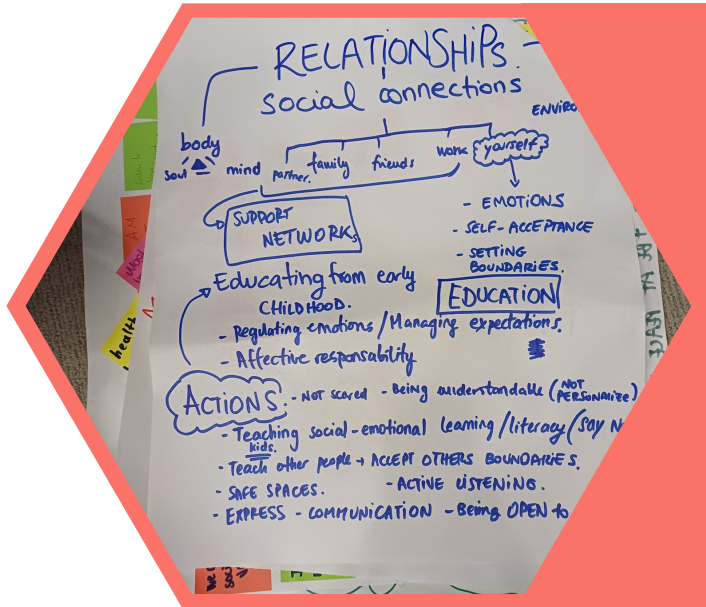 RELATIONSHIPS
social connections
ENVIRO
body
soul
mind
partner.
family
friends
work
yourself
SUPPORT
NETWORKs
- EMOTIONS
- SELF-ACCEPTANCE
- SETTING
BOUNDARIES.
Educating from early
CHILDHOOD.
EDUCATION
- Regulating emotions/Managing expectations.
- Affective responsability
ACTIONS. - NOT scared - Being understandable (NOT PERSONALIZE)
- Teaching social-emotional learning/literacy (SAY N
kids.
- Teach other people → ACCEPT OTHERS BOUNDARIES.
- SAFE SPACES. - ACTIVE LISTENING.
- EXPRESS - COMMUNICATION - Being OPEN to
health